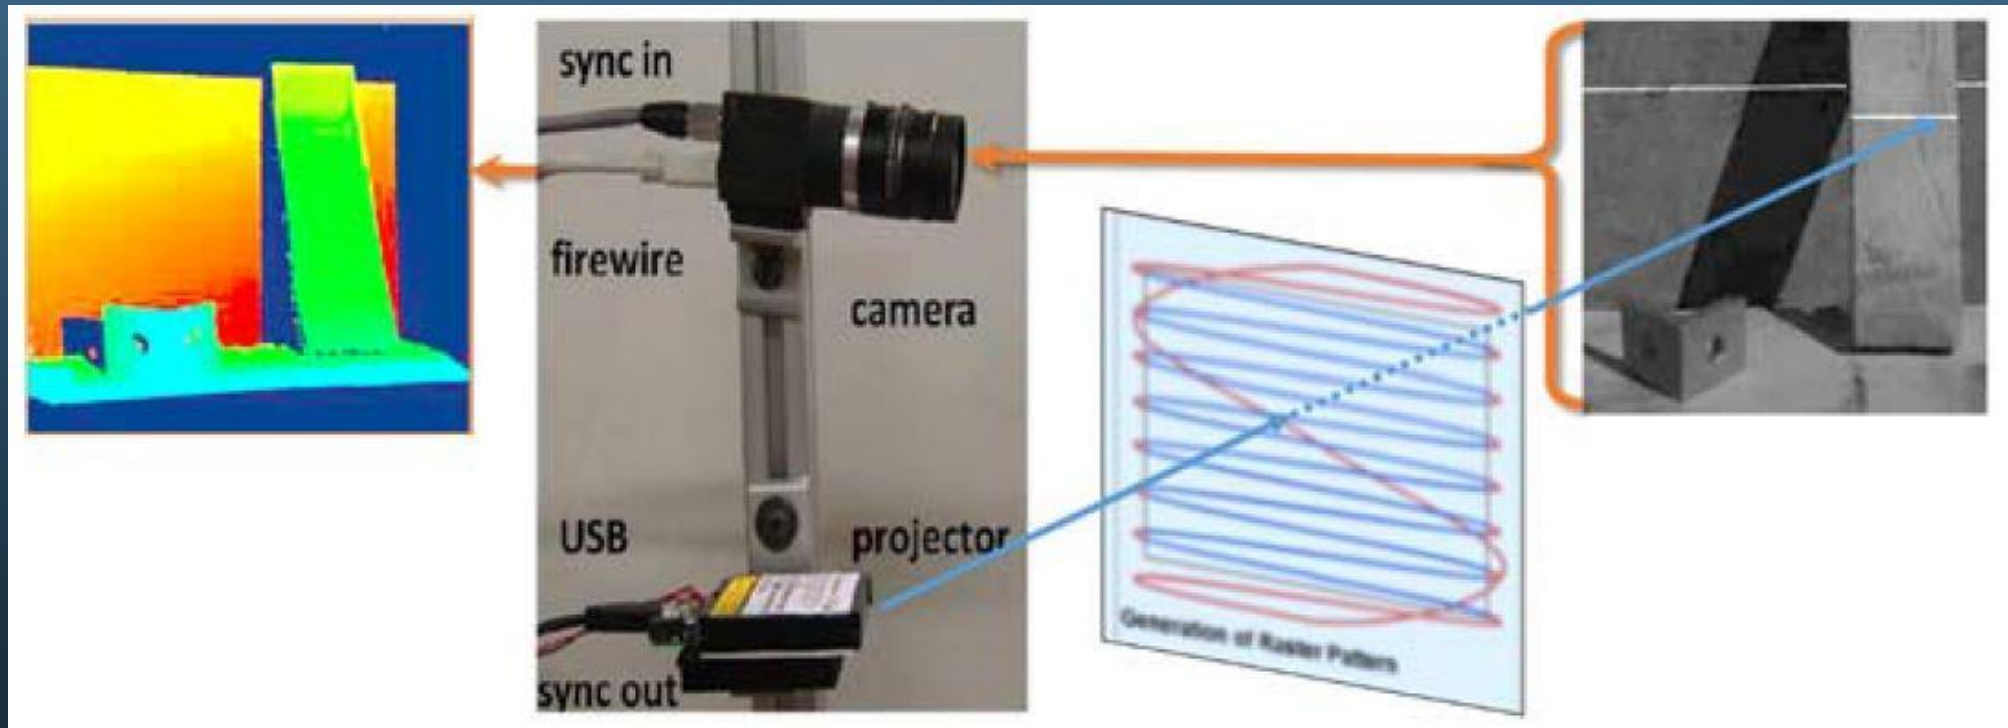 sync in
firewire
camera
USB
projector
sync out
Generation of Raster Pattern